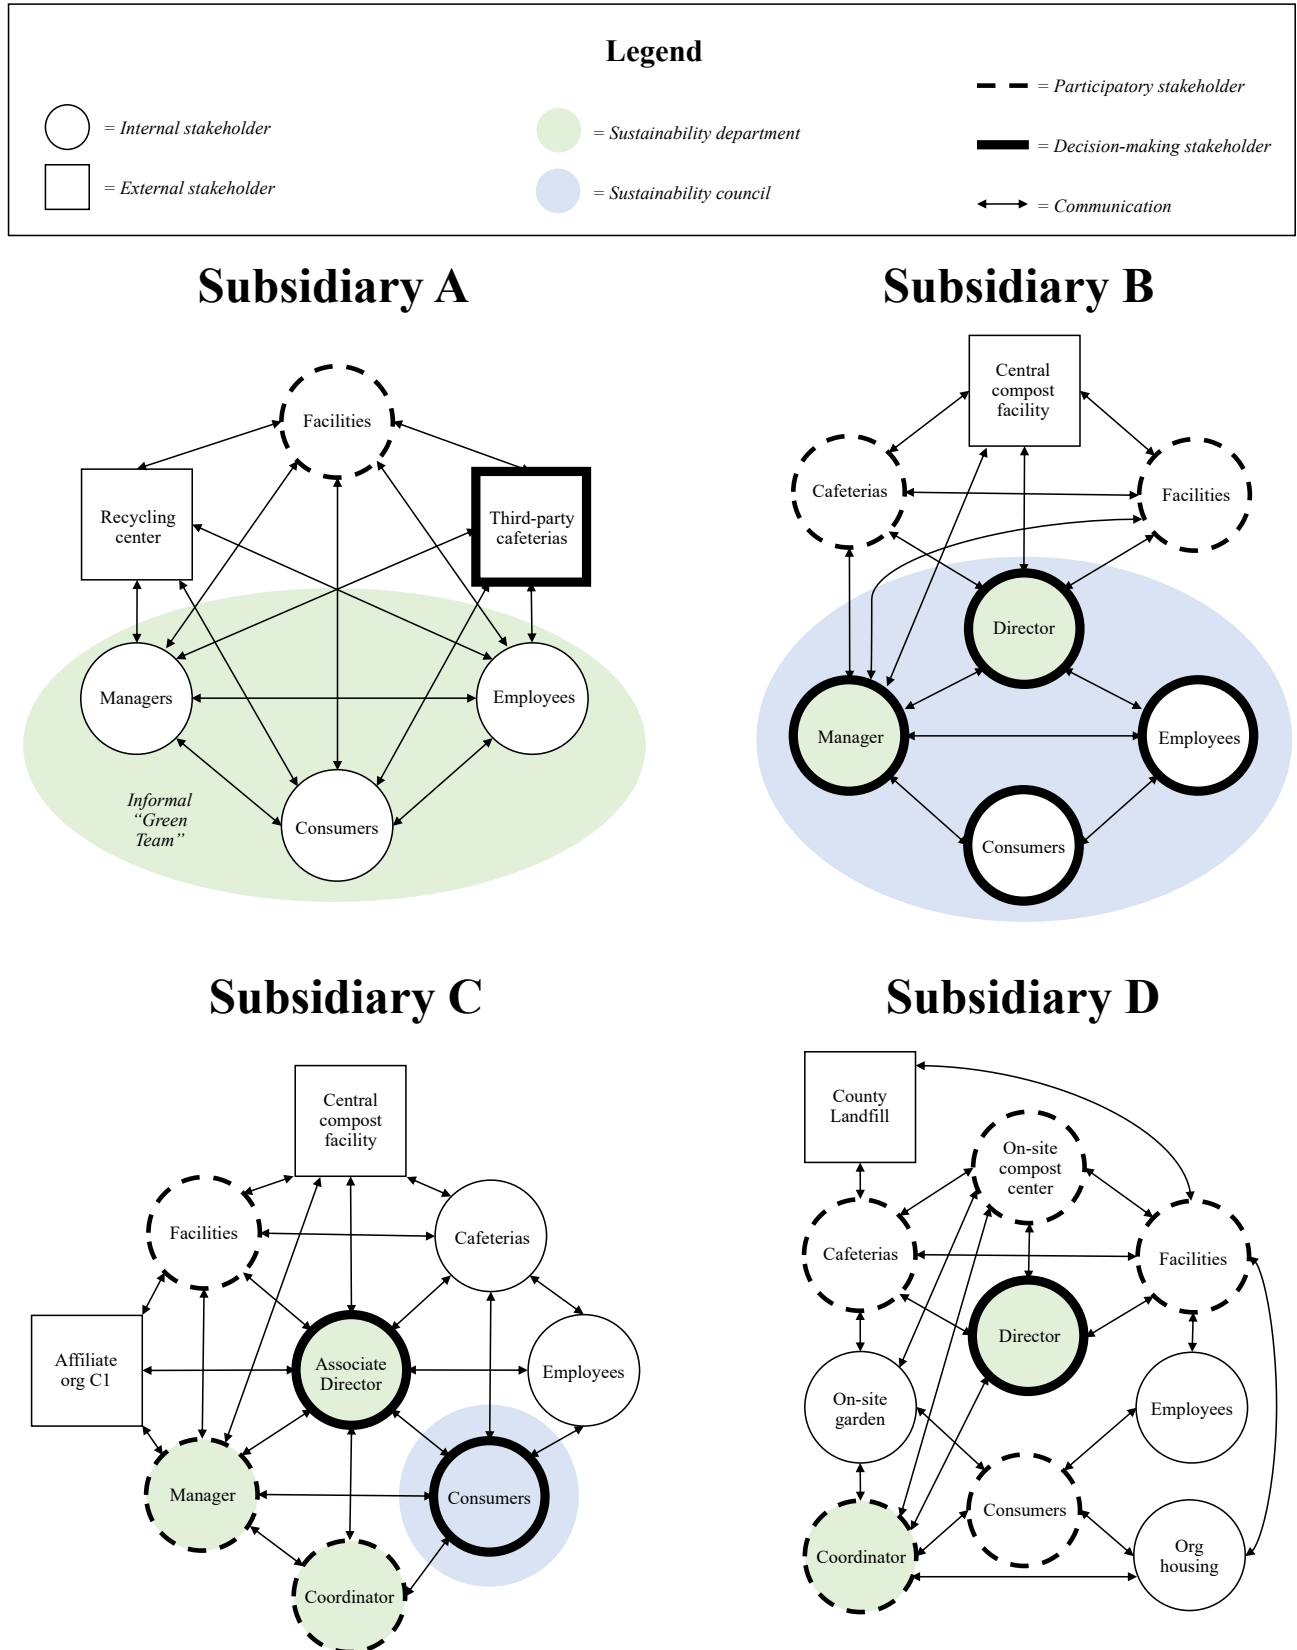 Legend
= Internal stakeholder
= External stakeholder
= Sustainability department
= Sustainability council
= Participatory stakeholder
= Decision-making stakeholder
= Communication
Subsidiary A
Facilities
Recycling
center
Third-party
cafeterias
Managers
Employees
Consumers
Informal
“Green
Team”
Subsidiary B
Central
compost
facility
Cafeterias
Facilities
Director
Manager
Employees
Consumers
Subsidiary C
Central
compost
facility
Facilities
Cafeterias
Affiliate
org C1
Associate
Director
Employees
Manager
Consumers
Coordinator
Subsidiary D
County
Landfill
On-site
compost
center
Cafeterias
Facilities
Director
On-site
garden
Employees
Consumers
Coordinator
Org
housing